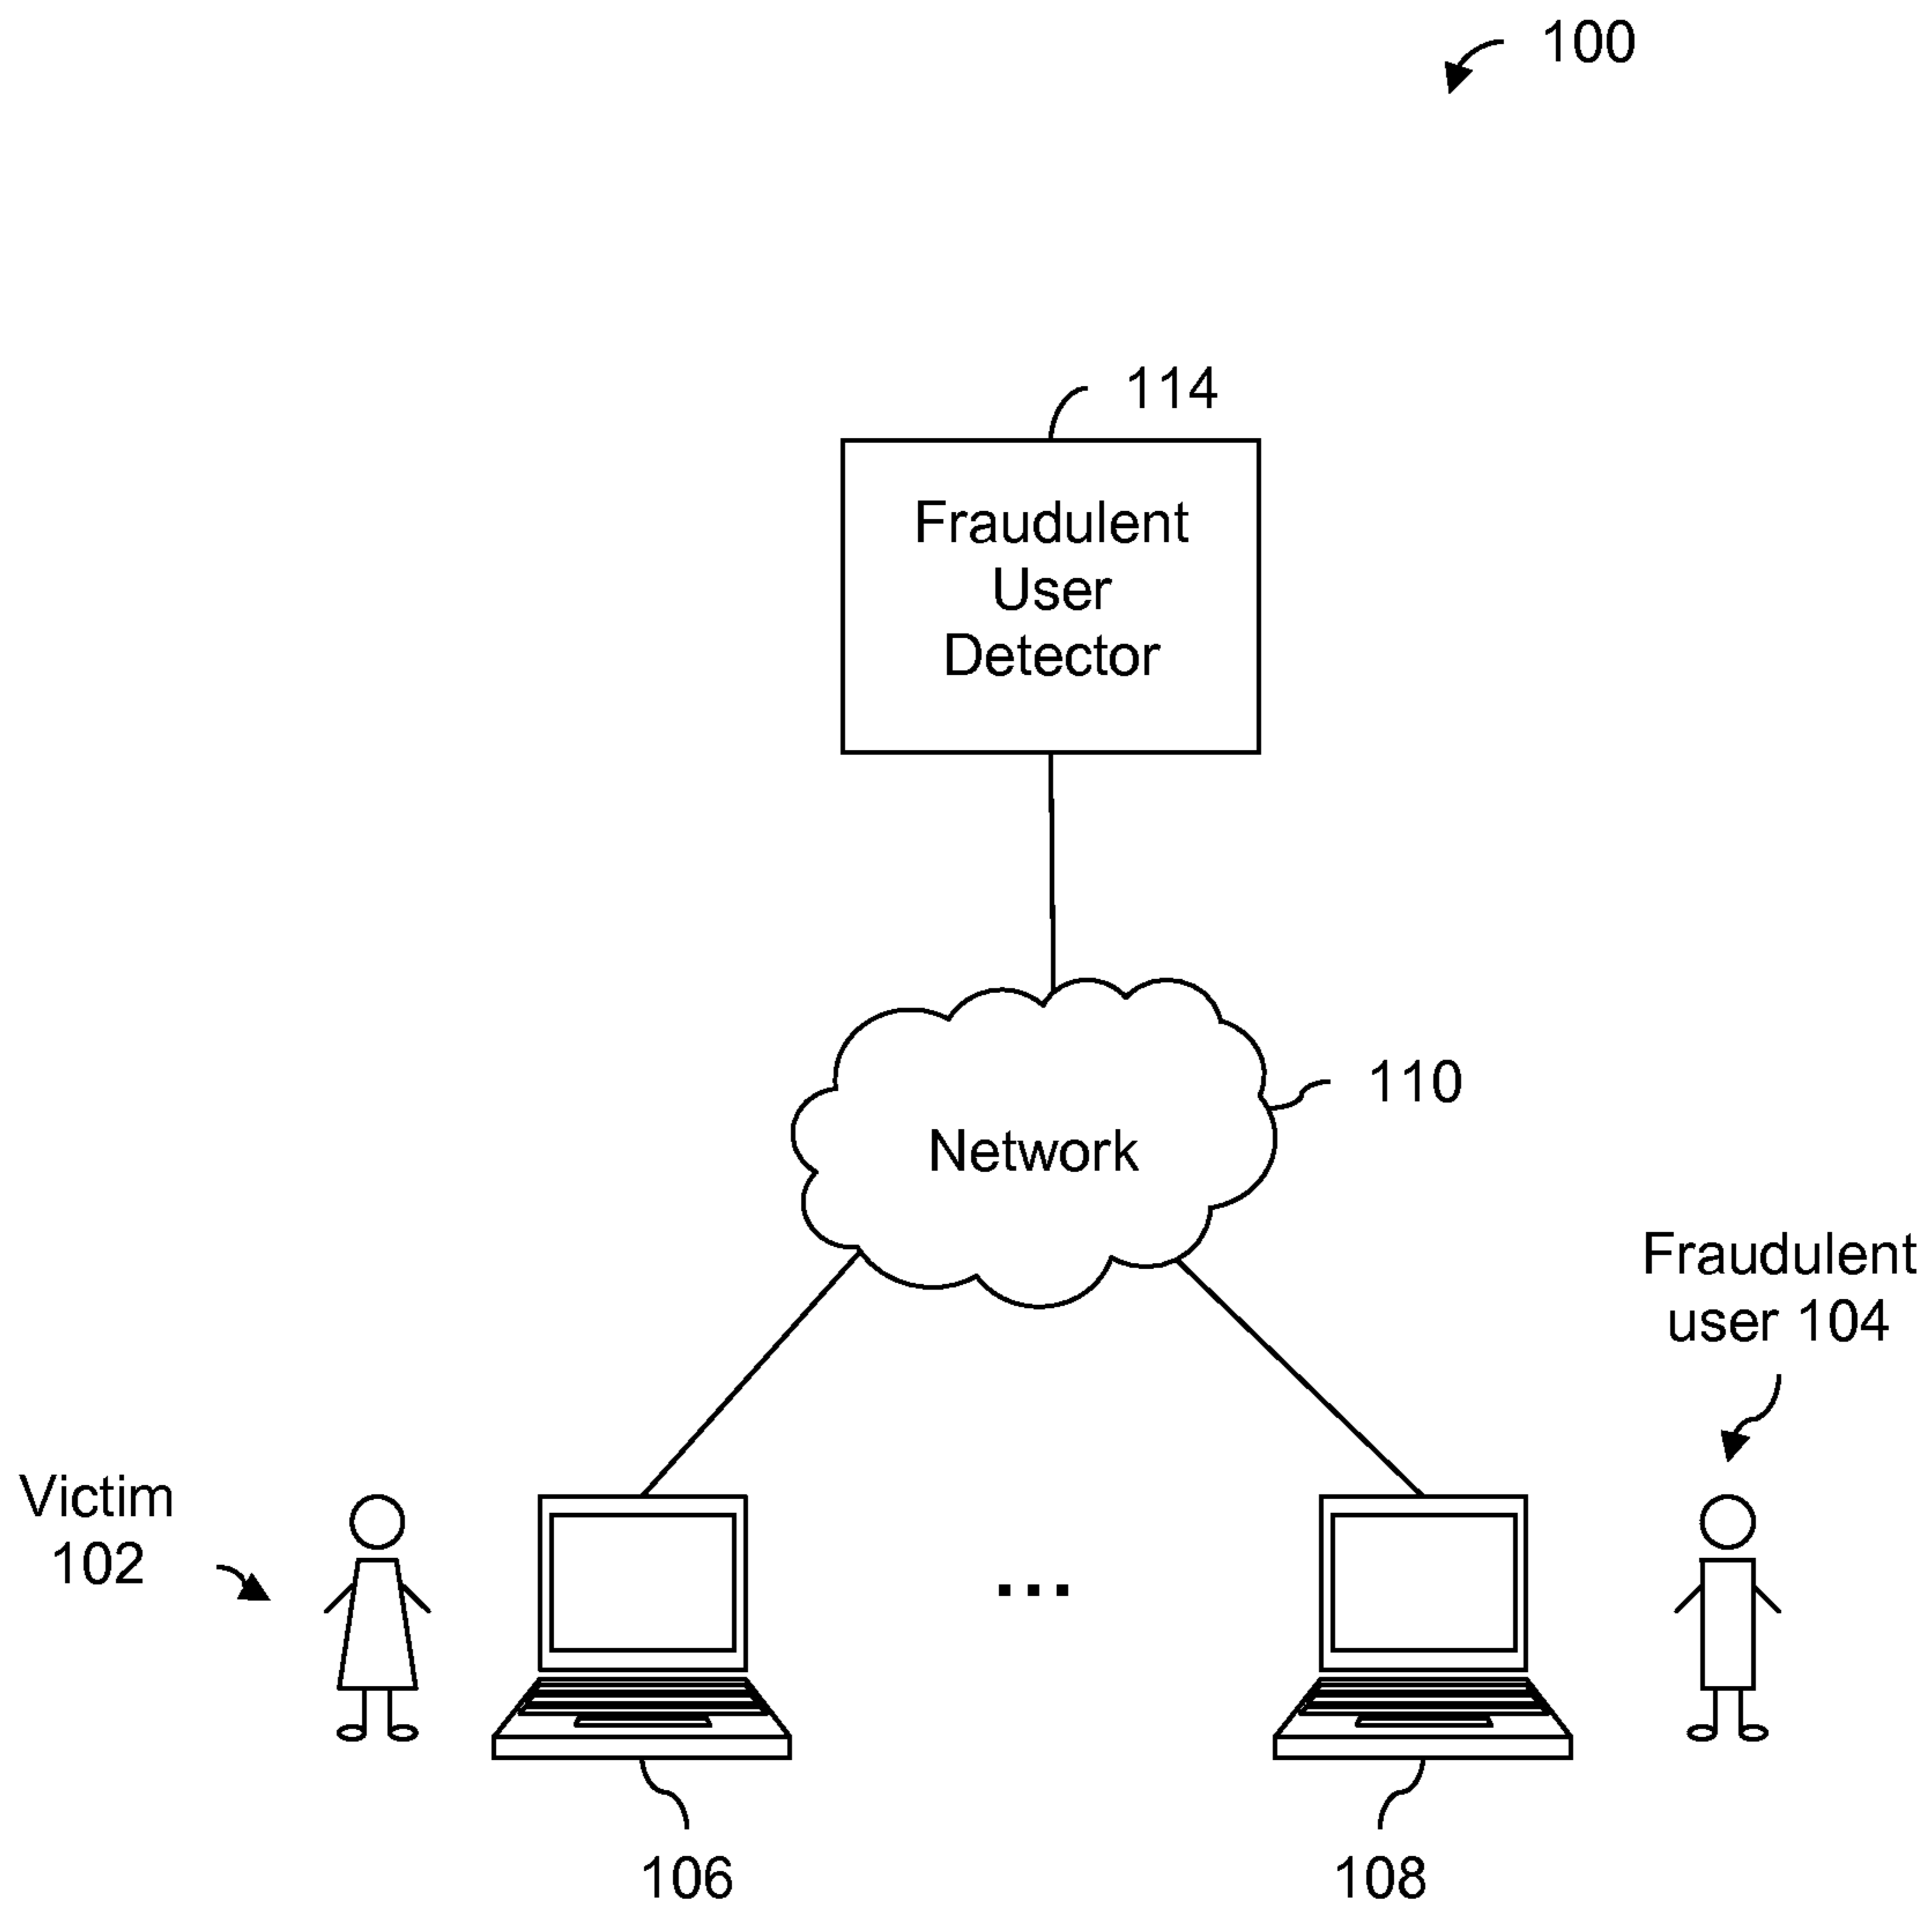 100
114
Fraudulent
User
Detector
110
Network
Fraudulent
user 104
Victim
102
...
106
108